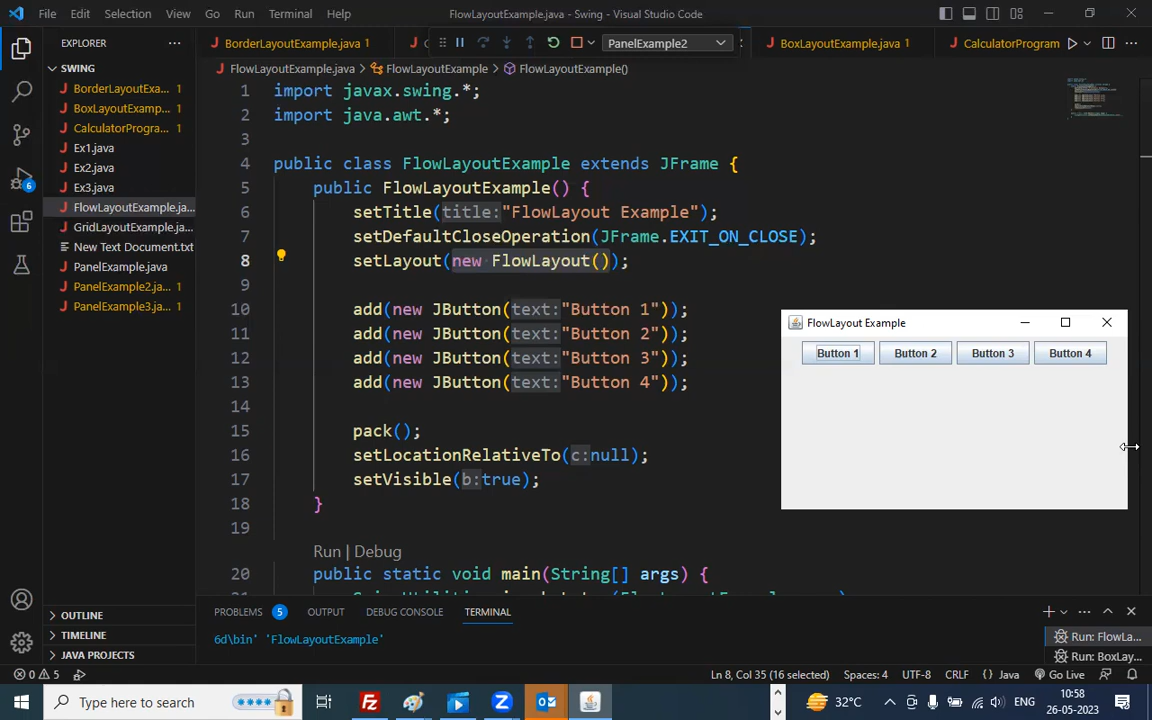 File Edit Selection View Go Run Terminal Help FlowLayoutExample.java - Swing - Visual Studio Code
EXPLORER
SWING
BorderLayoutExa... 1
BoxLayoutExamp... 1
CalculatorProgra... 1
Ex1.java
Ex2.java
Ex3.java
FlowLayoutExample.ja...
GridLayoutExample.ja...
New Text Document.txt
PanelExample.java
PanelExample2.ja... 1
PanelExample3.ja... 1
OUTLINE
TIMELINE
JAVA PROJECTS
6
BorderLayoutExample.java 1 PanelExample2 BoxLayoutExample.java 1 CalculatorProgram
FlowLayoutExample.java > FlowLayoutExample > FlowLayoutExample()
1 import javax.swing.*;
2 import java.awt.*;
3
4 public class FlowLayoutExample extends JFrame {
5 public FlowLayoutExample() {
6 setTitle(title:"FlowLayout Example");
7 setDefaultCloseOperation(JFrame.EXIT_ON_CLOSE);
8 setLayout(new FlowLayout());
9
10 add(new JButton(text:"Button 1"));
11 add(new JButton(text:"Button 2"));
12 add(new JButton(text:"Button 3"));
13 add(new JButton(text:"Button 4"));
14
15 pack();
16 setLocationRelativeTo(c:null);
17 setVisible(b:true);
18 }
19
Run | Debug
20 public static void main(String[] args) {
FlowLayout Example
Button 1 Button 2 Button 3 Button 4
PROBLEMS 5 OUTPUT DEBUG CONSOLE TERMINAL
6d\bin' 'FlowLayoutExample'
Run: FlowLa...
Run: BoxLay...
0 5 Ln 8, Col 35 (16 selected) Spaces: 4 UTF-8 CRLF {} Java Go Live
Type here to search 32°C ENG 10:58
26-05-2023